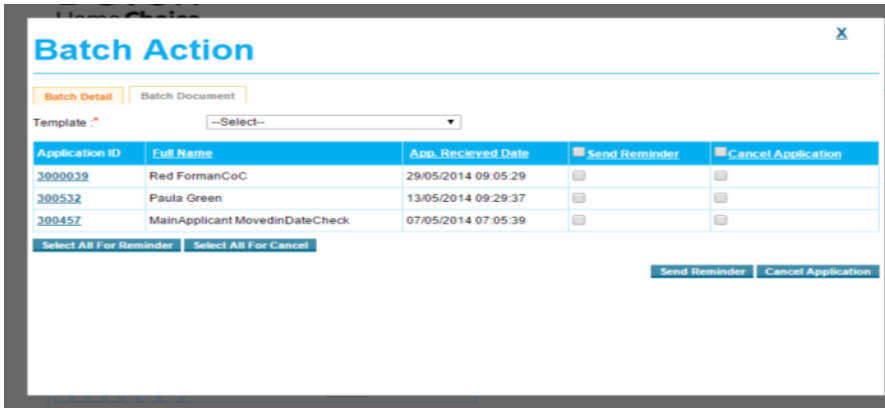 Home Choice
X
Batch Action
Batch Detail Batch Document
Template :* --Select--
Application ID Full Name App. Recieved Date Send Reminder Cancel Application
3000039 Red FormanCoC 29/05/2014 09:05:29
300532 Paula Green 13/05/2014 09:29:37
300457 MainApplicant MovedinDateCheck 07/05/2014 07:05:39
Select All For Reminder Select All For Cancel
Send Reminder Cancel Application